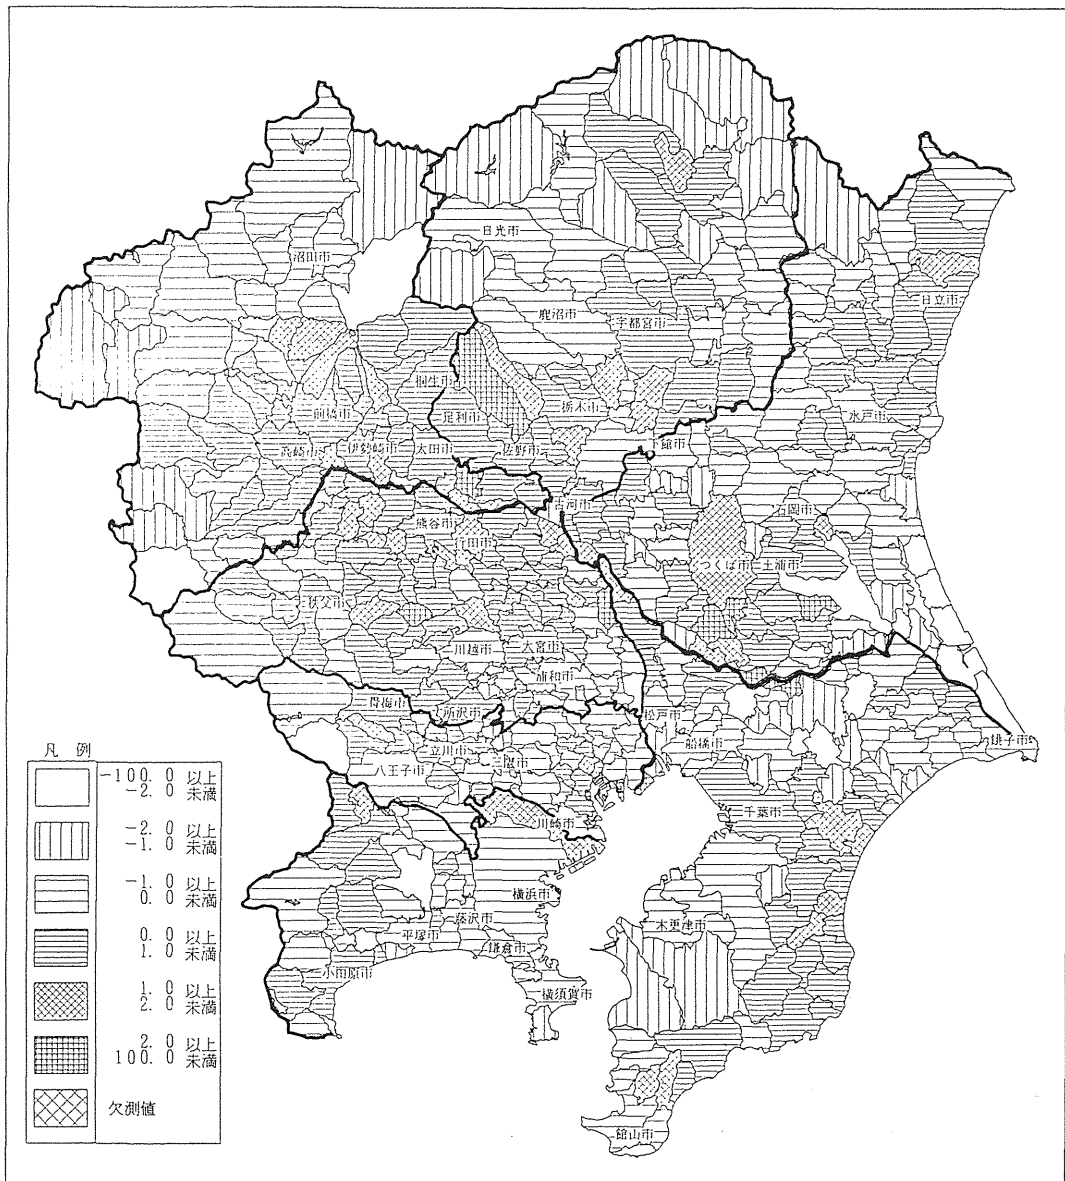 日光市
沼田市
日立市
鹿沼市
宇都宮市
桐生市
栃木市
前橋市
足利市
水戸市
高崎市
伊勢崎市
太田市
佐野市
下館市
古河市
石岡市
熊谷市
行田市
つくば市
土浦市
秩父市
川越市
大宮市
浦和市
青梅市
所沢市
松戸市
立川市
三鷹市
船橋市
銚子市
八王子市
千葉市
川崎市
横浜市
藤沢市
木更津市
平塚市
鎌倉市
小田原市
横須賀市
館山市
凡 例
-100.0 以上
-2.0 未満
-2.0 以上
-1.0 未満
-1.0 以上
0.0 未満
0.0 以上
1.0 未満
1.0 以上
2.0 未満
2.0 以上
100.0 未満
欠測値